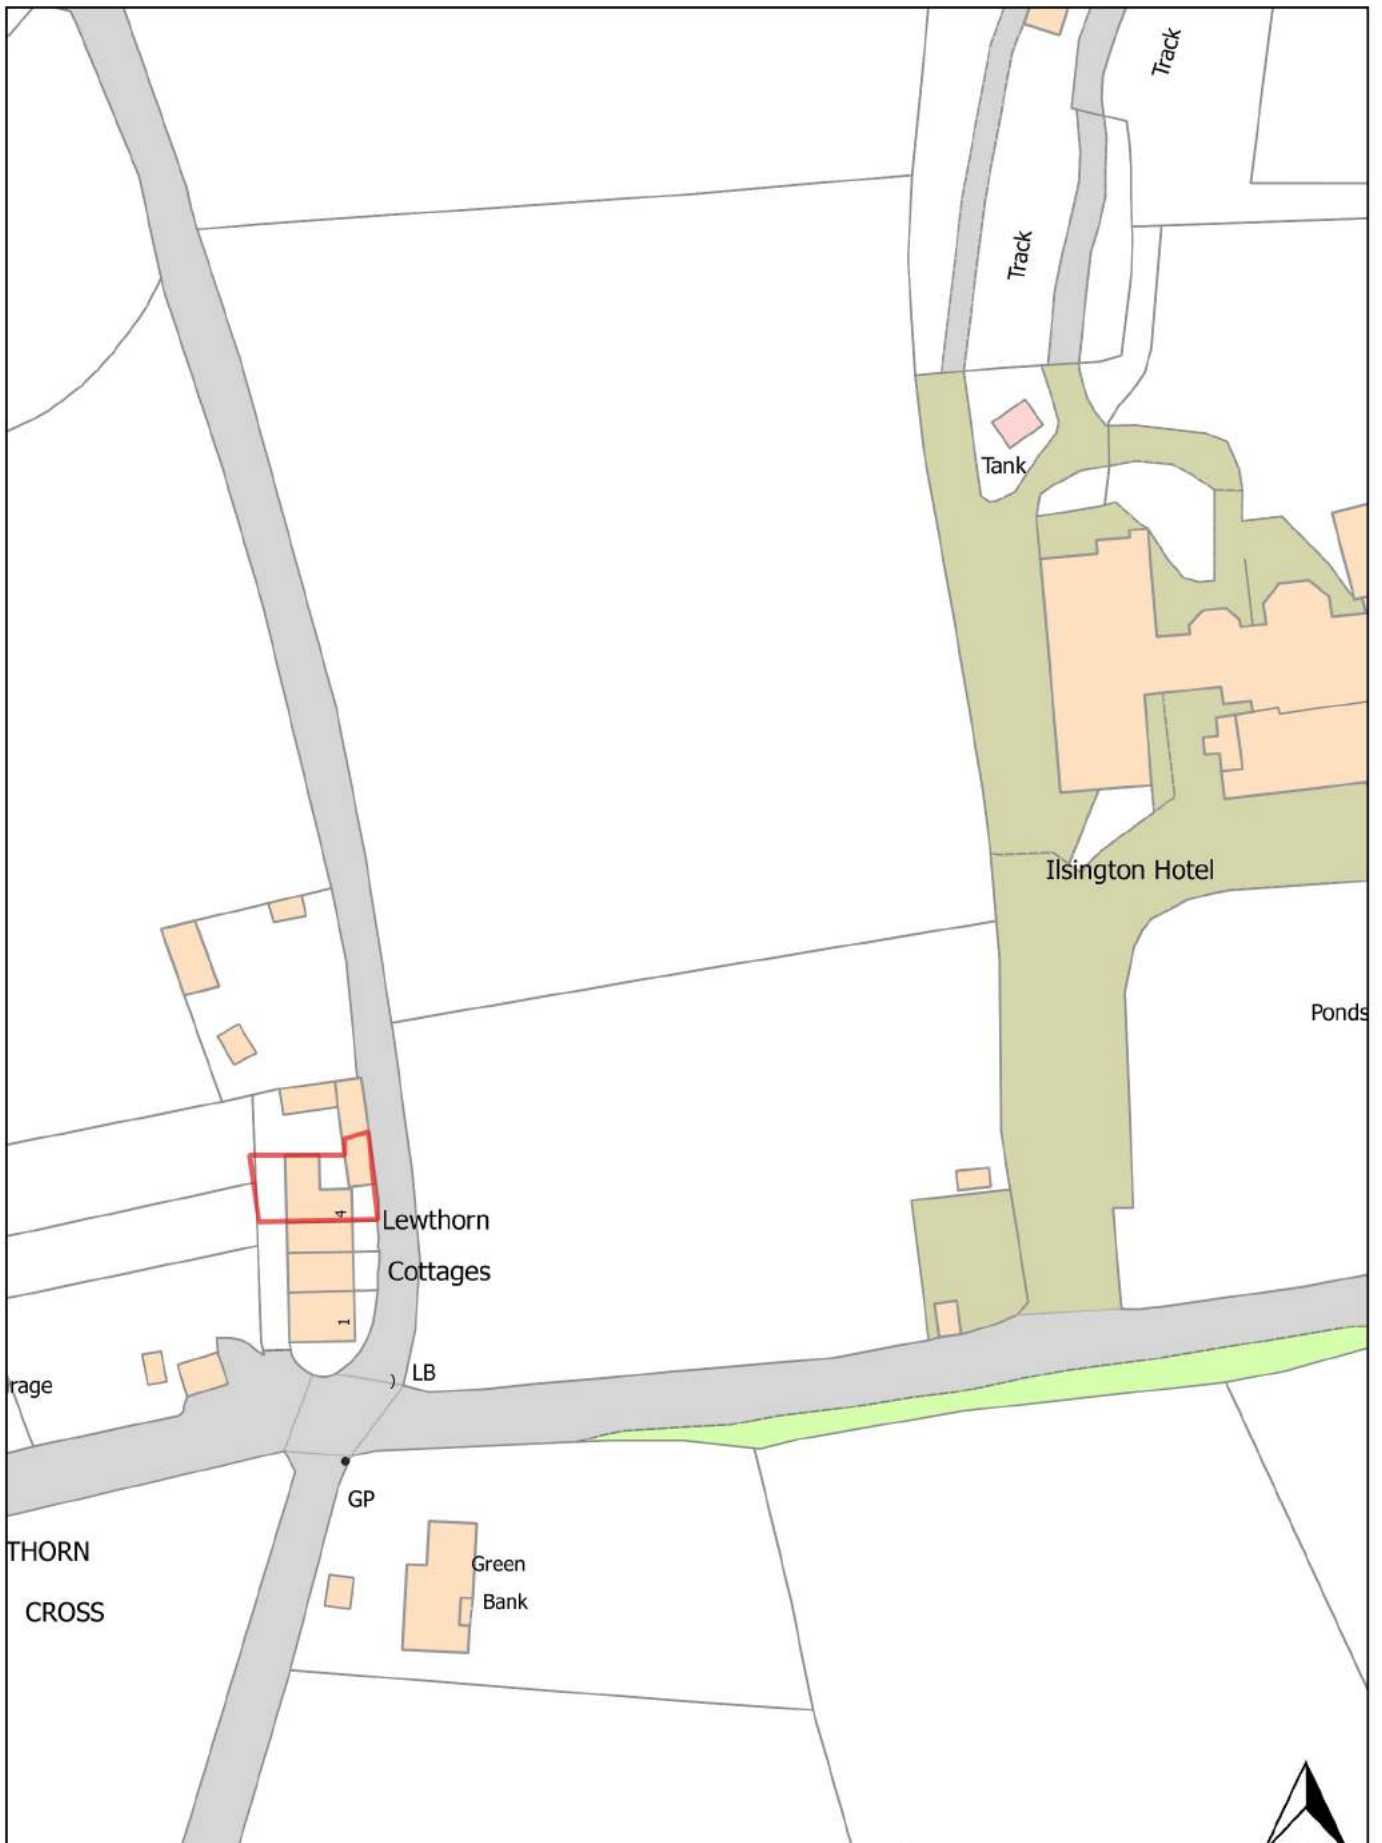 Track
Track
Tank
Ilsington Hotel
Ponds
4
Lewthorn
Cottages
1
LB
rage
GP
THORN
CROSS
Green
Bank